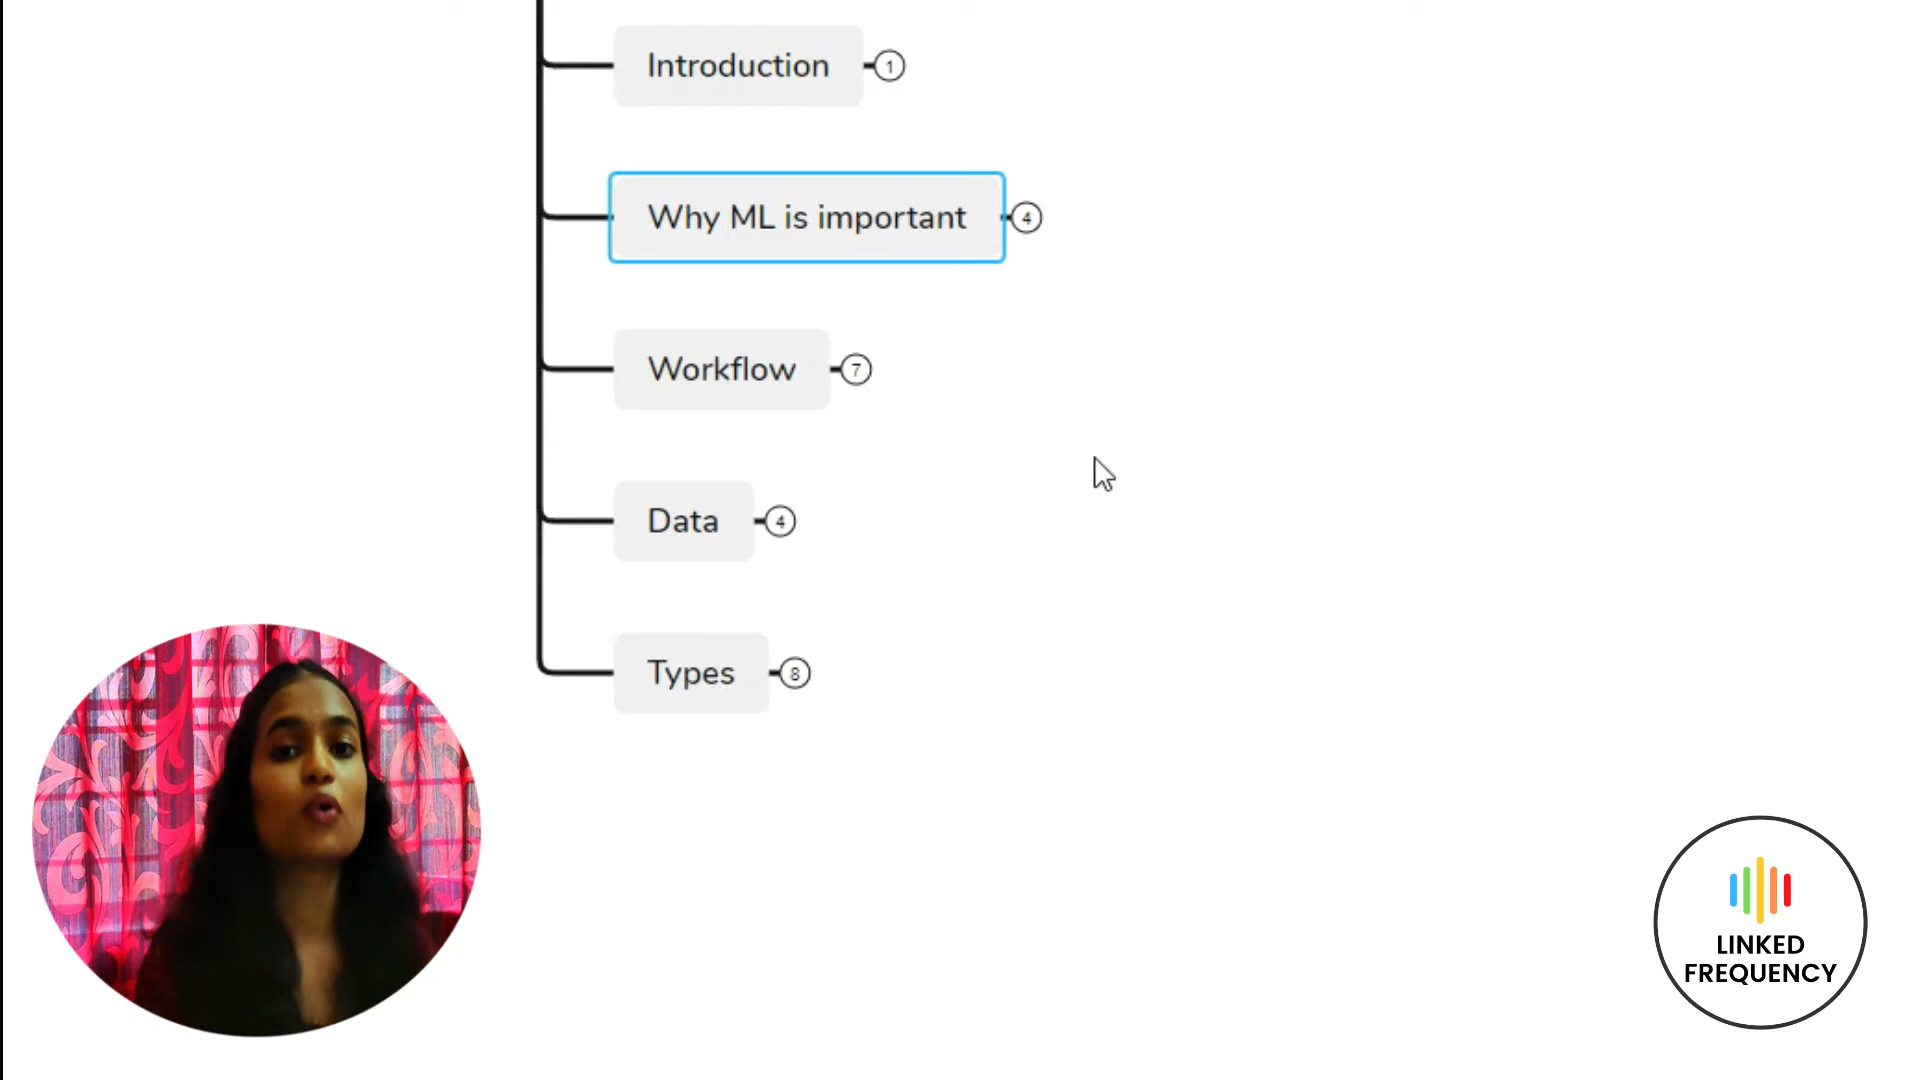 Introduction
1
Why ML is important
4
Workflow
7
Data
4
Types
8
LINKED
FREQUENCY